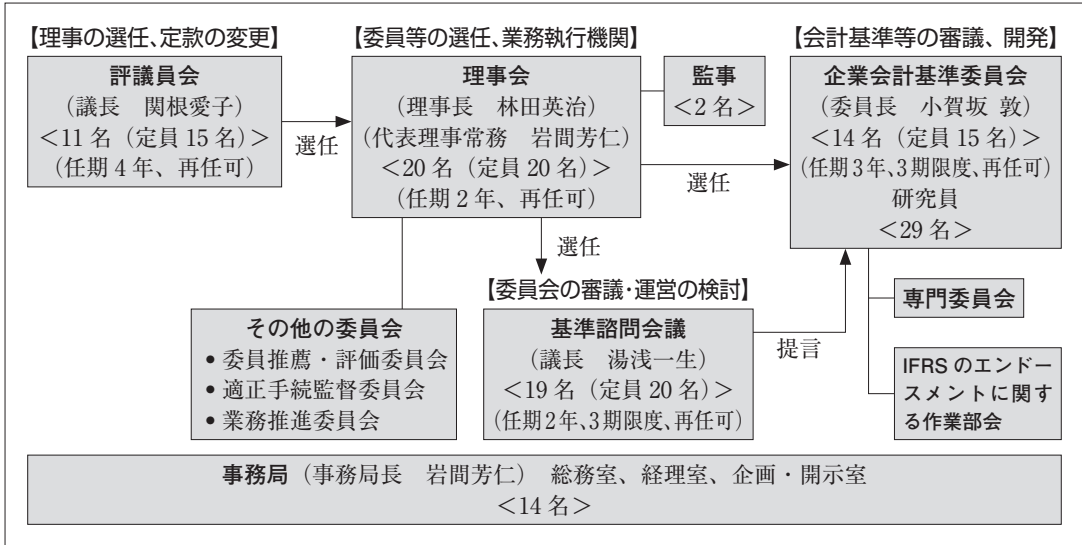 【理事の選任、定款の変更】
評議員会
(議長 関根愛子)
<11名(定員15名)>
(任期4年、再任可)
選任
【委員等の選任、業務執行機関】
理事会
(理事長 林田英治)
(代表理事常務 岩間芳仁)
<20名(定員20名)>
(任期2年、再任可)
監事
<2名>
選任
【会計基準等の審議、開発】
企業会計基準委員会
(委員長 小賀坂 敦)
<14名(定員15名)>
(任期3年、3期限度、再任可)
研究員
<29名>
選任
【委員会の審議・運営の検討】
その他の委員会
• 委員推薦・評価委員会
• 適正手続監督委員会
• 業務推進委員会
基準諮問会議
(議長 湯浅一生)
<19名(定員20名)>
(任期2年、3期限度、再任可)
提言
専門委員会
IFRSのエンドー
スメントに関す
る作業部会
事務局(事務局長 岩間芳仁) 総務室、経理室、企画・開示室
<14名>